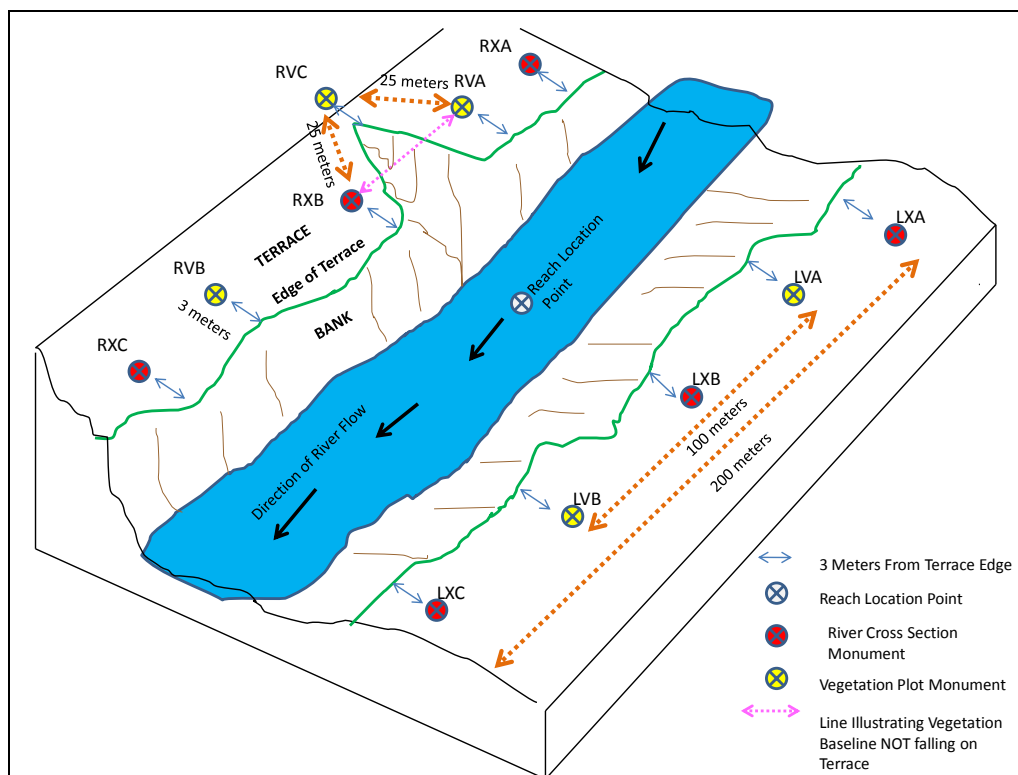 RXA
RVC
RVA
25 meters
25 meters
RXB
TERRACE
Edge of Terrace
RVB
3 meters
BANK
RXC
Reach Location
Point
Direction of River Flow
LXA
LVA
LXB
100 meters
200 meters
LVB
LXC
3 Meters From Terrace Edge
Reach Location Point
River Cross Section
Monument
Vegetation Plot Monument
Line Illustrating Vegetation
Baseline NOT falling on
Terrace